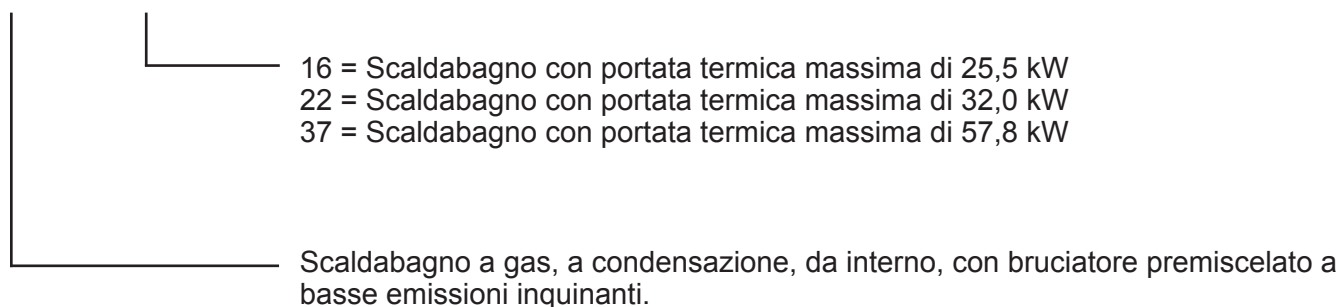 16 = Scaldabagno con portata termica massima di 25,5 kW
22 = Scaldabagno con portata termica massima di 32,0 kW
37 = Scaldabagno con portata termica massima di 57,8 kW
Scaldabagno a gas, a condensazione, da interno, con bruciatore premiscelato a
basse emissioni inquinanti.